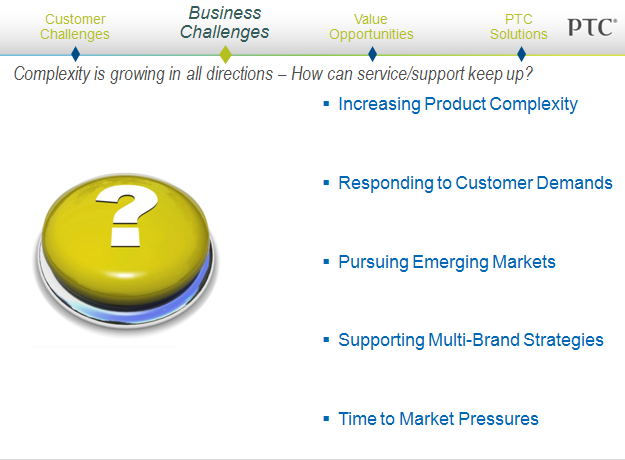 Customer
Challenges
Business
Challenges
Value
Opportunities
PTC
Solutions
PTC®
Complexity is growing in all directions – How can service/support keep up?
▪ Increasing Product Complexity
▪ Responding to Customer Demands
▪ Pursuing Emerging Markets
▪ Supporting Multi-Brand Strategies
▪ Time to Market Pressures
?